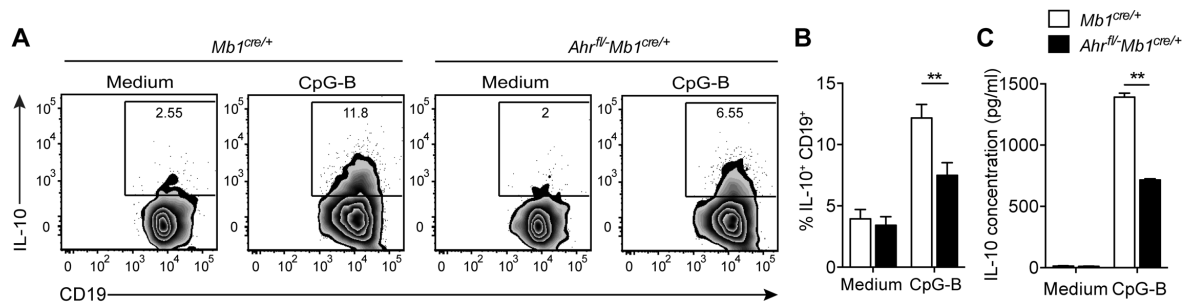 A
Mb1cre/+
Ahrfl/-Mb1cre/+
Medium
CpG-B
Medium
CpG-B
2.55
11.8
2
6.55
IL-10
10⁵
10⁴
10³
0
10⁵
10⁴
10³
0
10⁵
10⁴
10³
0
10⁵
10⁴
10³
0
0 10² 10³ 10⁴ 10⁵
0 10² 10³ 10⁴ 10⁵
0 10² 10³ 10⁴ 10⁵
0 10² 10³ 10⁴ 10⁵
CD19
B
% IL-10⁺ CD19⁺
15
10
5
0
**
Medium CpG-B
C
Mb1cre/+
Ahrfl/-Mb1cre/+
IL-10 concentration (pg/ml)
1500
1000
500
0
**
Medium CpG-B